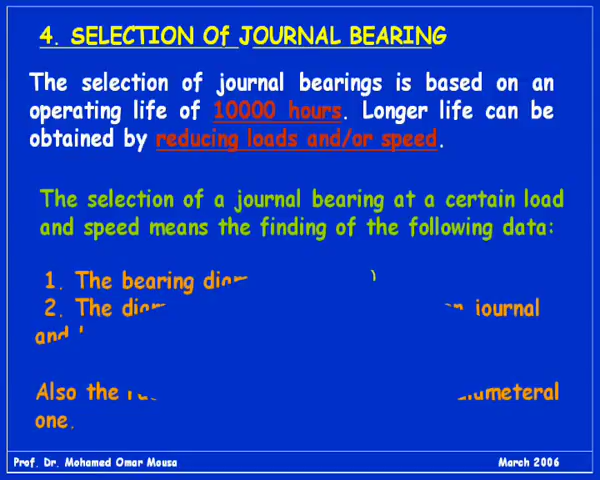 4. SELECTION Of JOURNAL BEARING
The selection of journal bearings is based on an
operating life of 10000 hours. Longer life can be
obtained by reducing loads and/or speed.
The selection of a journal bearing at a certain load
and speed means the finding of the following data:
1. The bearing )
2. The journal
and
Also the diameteral
one.
Prof. Dr. Mohamed Omar Mousa
March 2006